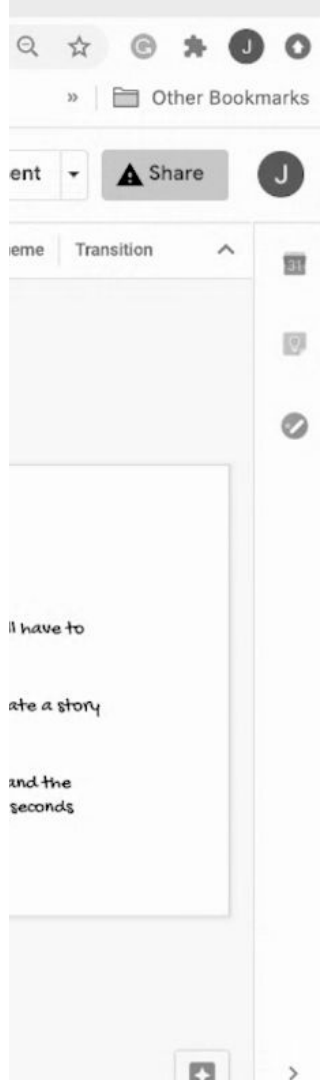 J
» Other Bookmarks
ent Share J
eme Transition
31
ll have to
ate a story
and the
seconds